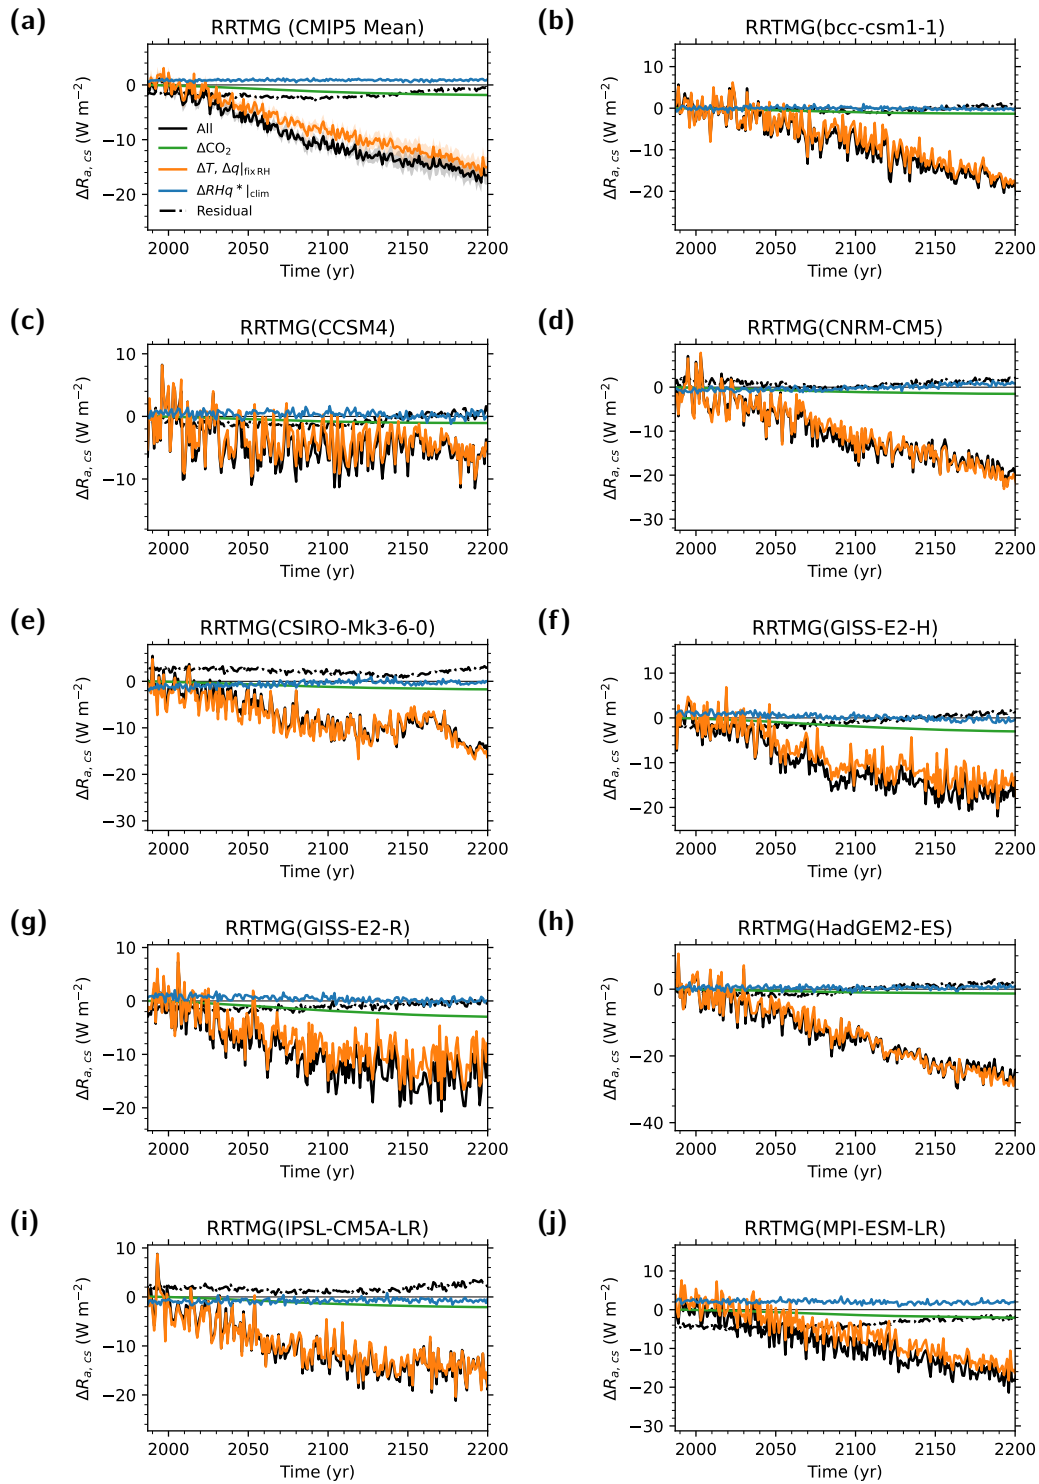 (a)
RRTMG (CMIP5 Mean)
ΔR_{a, cs} (W m⁻²)
0
−10
−20
All
ΔCO₂
ΔT, Δq|_{fix RH}
ΔRHq *|_{clim}
Residual
2000 2050 2100 2150 2200
Time (yr)
(b)
RRTMG(bcc-csm1-1)
ΔR_{a, cs} (W m⁻²)
10
0
−10
−20
2000 2050 2100 2150 2200
Time (yr)
(c)
RRTMG(CCSM4)
ΔR_{a, cs} (W m⁻²)
10
0
−10
2000 2050 2100 2150 2200
Time (yr)
(d)
RRTMG(CNRM-CM5)
ΔR_{a, cs} (W m⁻²)
0
−10
−20
−30
2000 2050 2100 2150 2200
Time (yr)
(e)
RRTMG(CSIRO-Mk3-6-0)
ΔR_{a, cs} (W m⁻²)
0
−10
−20
−30
2000 2050 2100 2150 2200
Time (yr)
(f)
RRTMG(GISS-E2-H)
ΔR_{a, cs} (W m⁻²)
10
0
−10
−20
2000 2050 2100 2150 2200
Time (yr)
(g)
RRTMG(GISS-E2-R)
ΔR_{a, cs} (W m⁻²)
10
0
−10
−20
2000 2050 2100 2150 2200
Time (yr)
(h)
RRTMG(HadGEM2-ES)
ΔR_{a, cs} (W m⁻²)
0
−20
−40
2000 2050 2100 2150 2200
Time (yr)
(i)
RRTMG(IPSL-CM5A-LR)
ΔR_{a, cs} (W m⁻²)
10
0
−10
−20
2000 2050 2100 2150 2200
Time (yr)
(j)
RRTMG(MPI-ESM-LR)
ΔR_{a, cs} (W m⁻²)
10
0
−10
−20
−30
2000 2050 2100 2150 2200
Time (yr)